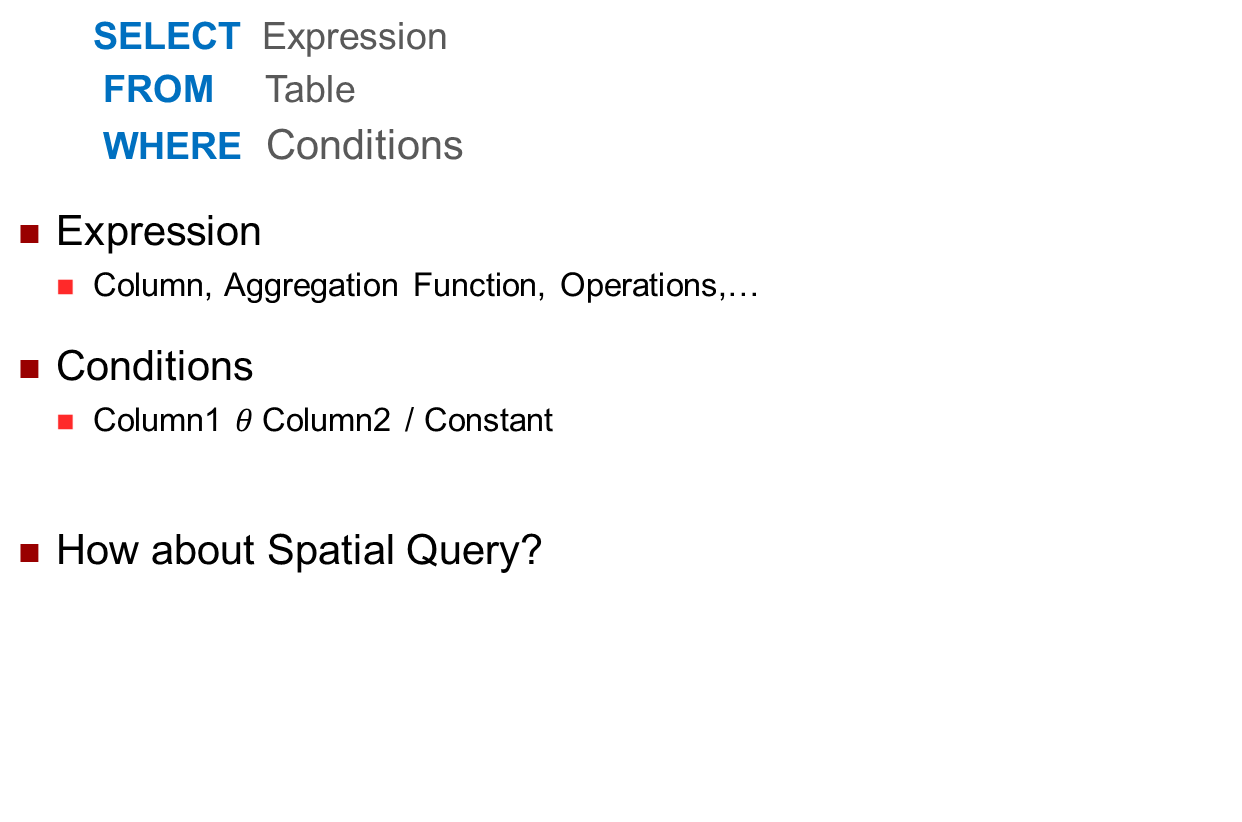 SELECT Expression
FROM Table
WHERE Conditions
Expression
Column, Aggregation Function, Operations,…
Conditions
Column1 θ Column2 / Constant
How about Spatial Query?